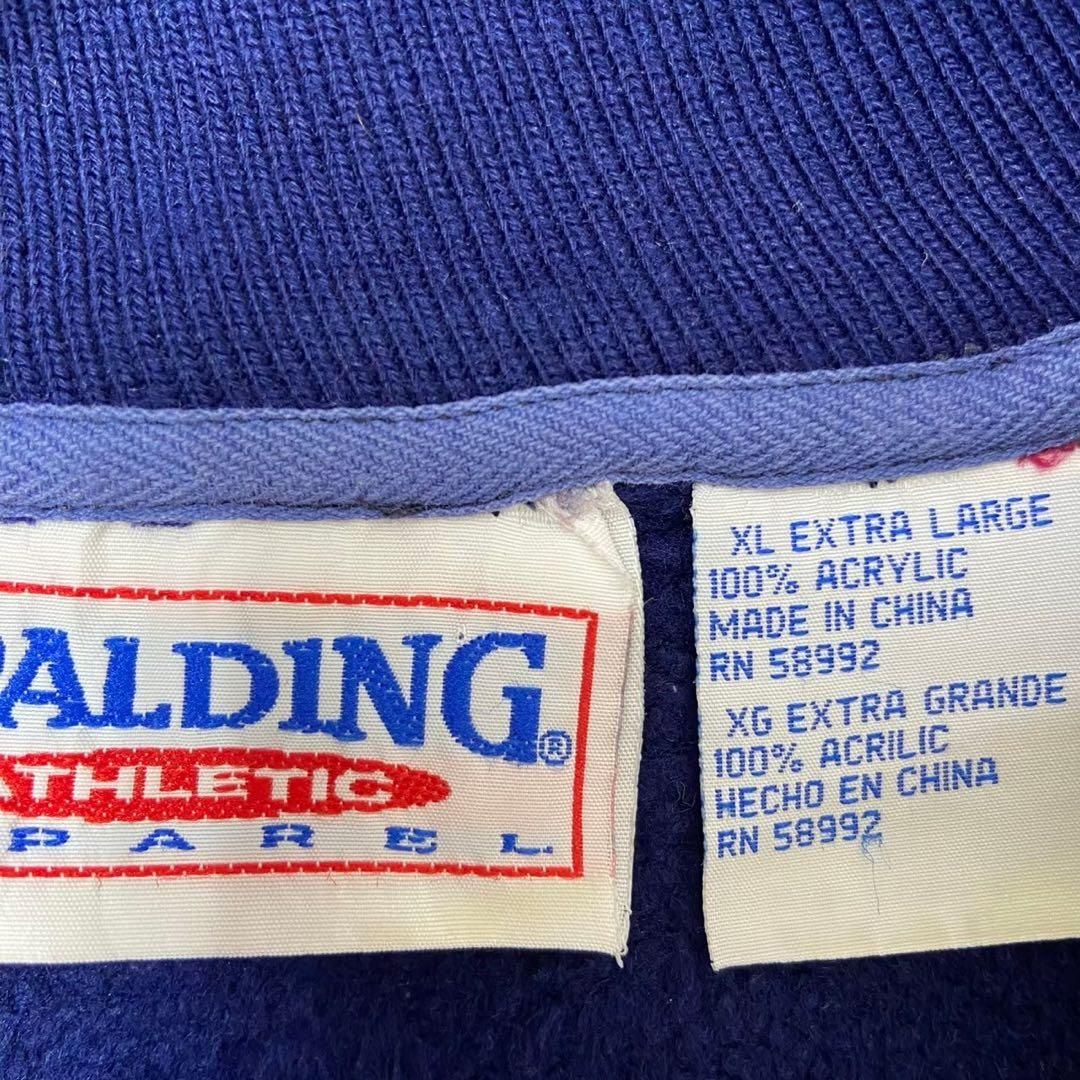 PALDING®
ATHLETIC
PAREL
XL EXTRA LARGE
100% ACRYLIC
MADE IN CHINA
RN 58992
XG EXTRA GRANDE
100% ACRILIC
HECHO EN CHINA
RN 58992